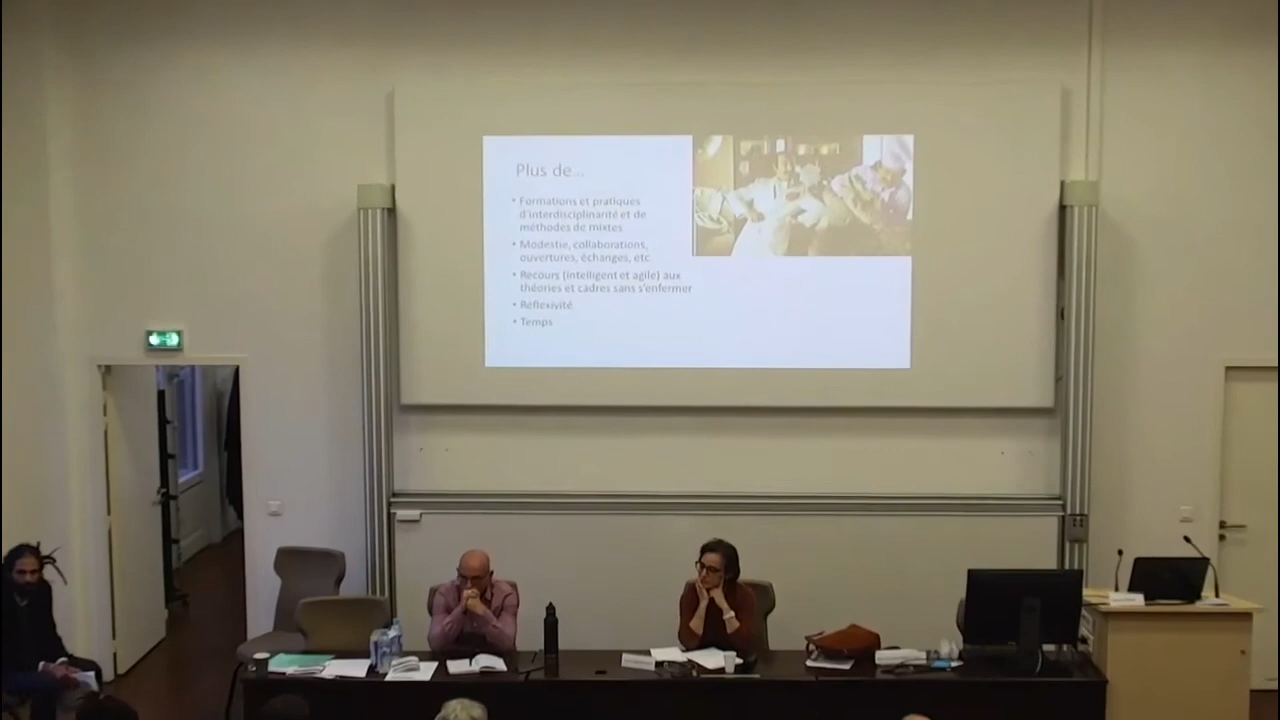 Plus de...
• Formations et pratiques
d'interdisciplinarité et de
méthodes de mixtes
• Modestie, collaborations,
ouvertures, échanges, etc.
• Recours (intelligent et agile) aux
théories et cadres sans s'enfermer
• Réflexivité
• Temps